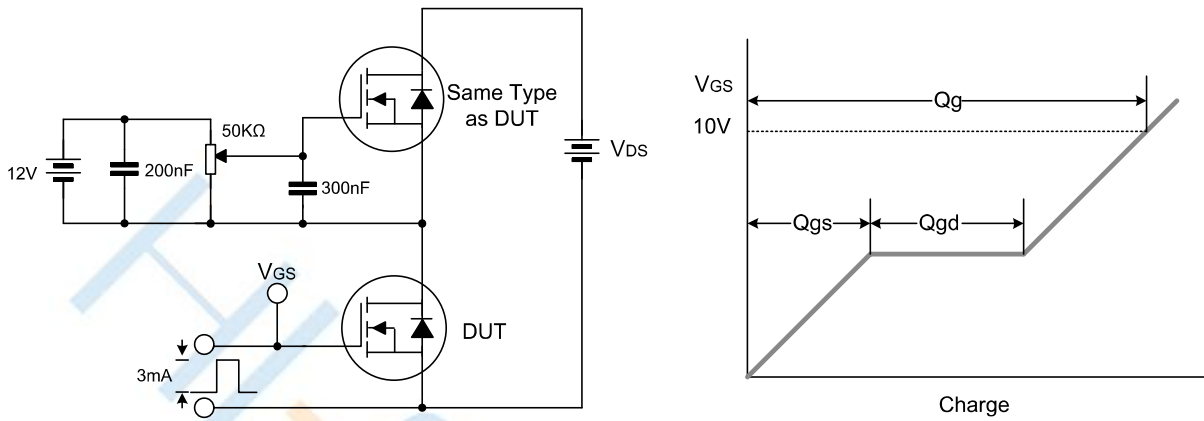 Same Type
as DUT
50KΩ
12V
200nF
300nF
VDS
VGS
DUT
3mA
VGS
10V
Qg
Qgs
Qgd
Charge